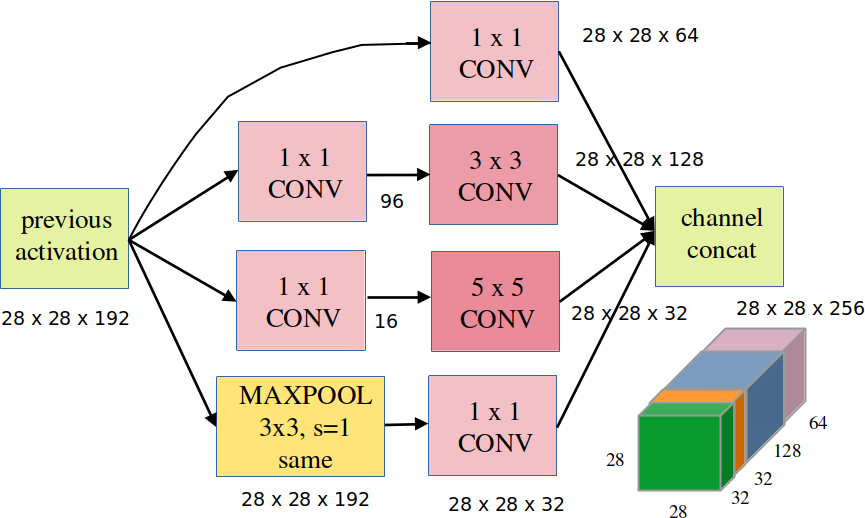 1 x 1
CONV
28 x 28 x 64
1 x 1
CONV
96
3 x 3
CONV
28 x 28 x 128
previous
activation
28 x 28 x 192
channel
concat
1 x 1
CONV
16
5 x 5
CONV
28 x 28 x 32
28 x 28 x 256
MAXPOOL
3x3, s=1
same
28 x 28 x 192
1 x 1
CONV
28 x 28 x 32
64
128
32
32
28
28